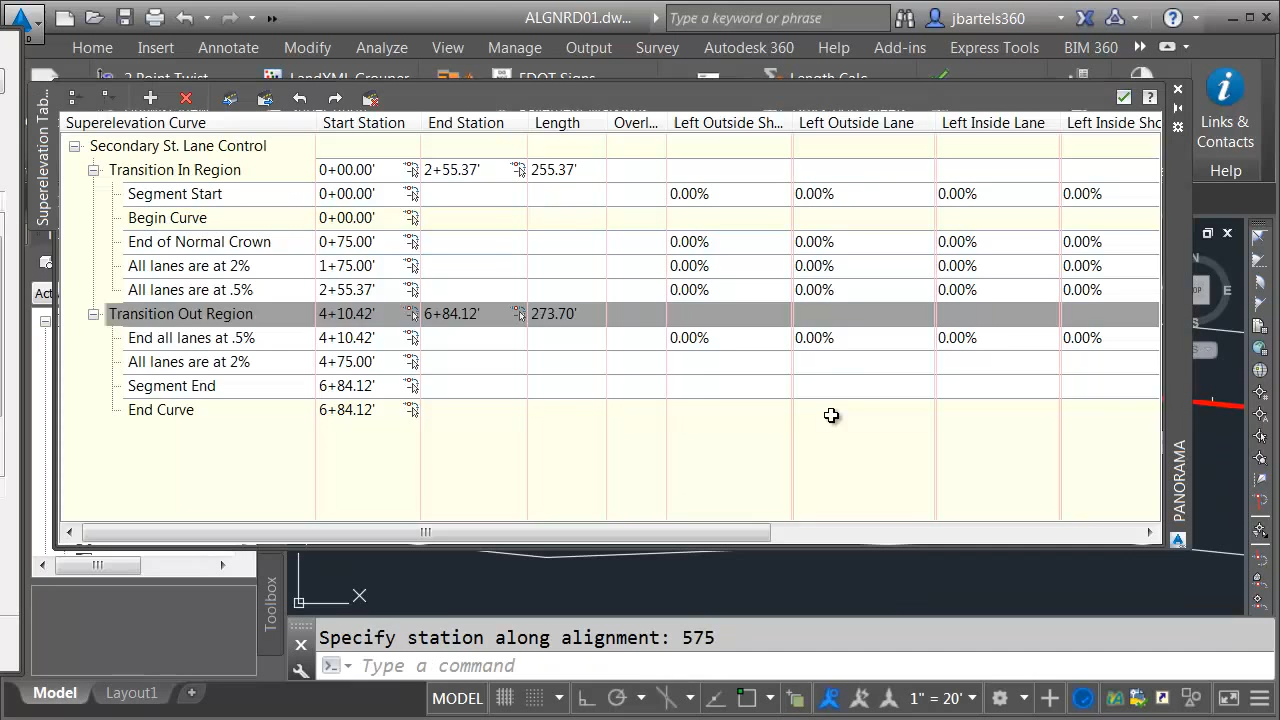 ALGNRD01.dw...
Type a keyword or phrase
jbartels360
Home Insert Annotate Modify Analyze View Manage Output Survey Autodesk 360 Help Add-ins Express Tools BIM 360
Links &
Contacts
Help
Superelevation Tab...
Superelevation Curve Start Station End Station Length Overl... Left Outside Sh... Left Outside Lane Left Inside Lane Left Inside Sho
Secondary St. Lane Control
Transition In Region 0+00.00' 2+55.37' 255.37'
Segment Start 0+00.00' 0.00% 0.00% 0.00% 0.00%
Begin Curve 0+00.00'
End of Normal Crown 0+75.00' 0.00% 0.00% 0.00% 0.00%
All lanes are at 2% 1+75.00' 0.00% 0.00% 0.00% 0.00%
All lanes are at .5% 2+55.37' 0.00% 0.00% 0.00% 0.00%
Transition Out Region 4+10.42' 6+84.12' 273.70'
End all lanes at .5% 4+10.42' 0.00% 0.00% 0.00% 0.00%
All lanes are at 2% 4+75.00'
Segment End 6+84.12'
End Curve 6+84.12'
PANORAMA
Toolbox
Specify station along alignment: 575
Type a command
Model Layout1 +
MODEL 1" = 20'